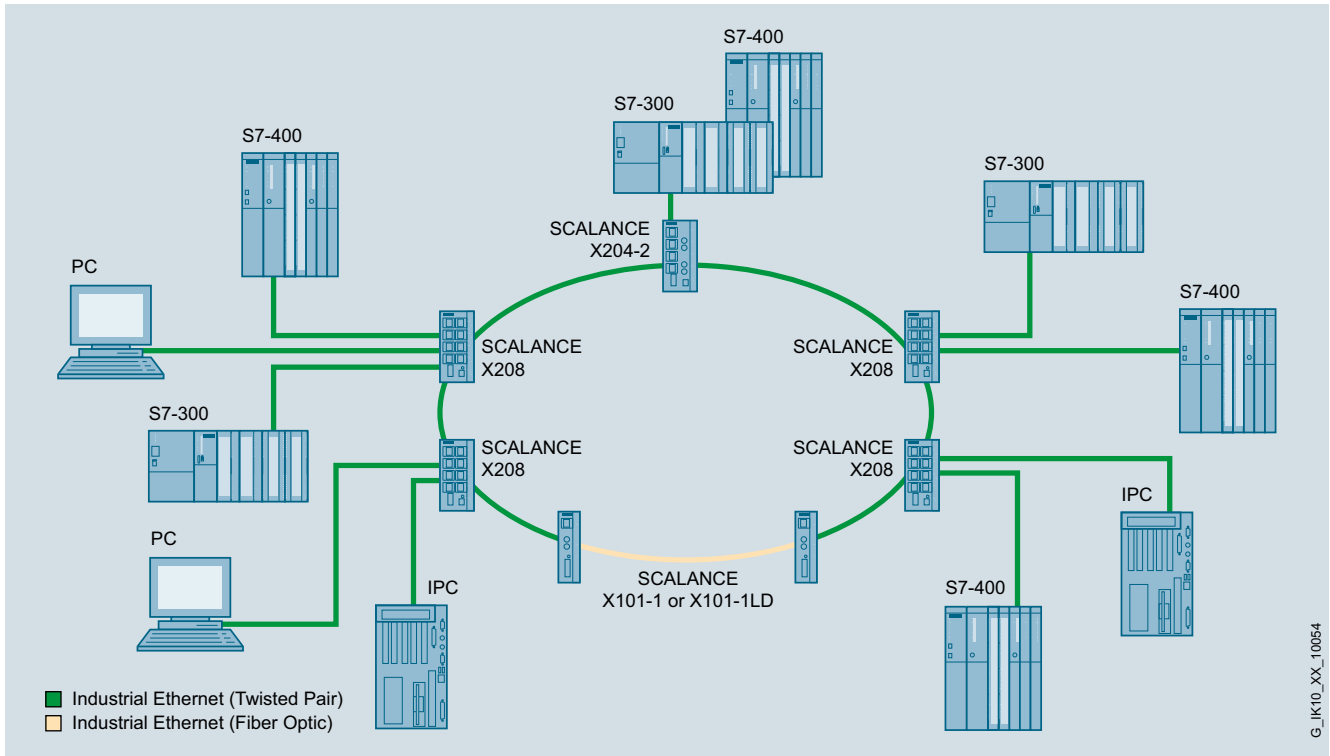 S7-400
S7-300
S7-400
S7-300
SCALANCE
X204-2
PC
S7-400
SCALANCE
X208
SCALANCE
X208
S7-300
SCALANCE
X208
SCALANCE
X208
IPC
PC
IPC
SCALANCE
X101-1 or X101-1LD
S7-400
Industrial Ethernet (Twisted Pair)
Industrial Ethernet (Fiber Optic)
G_IK10_XX_10054